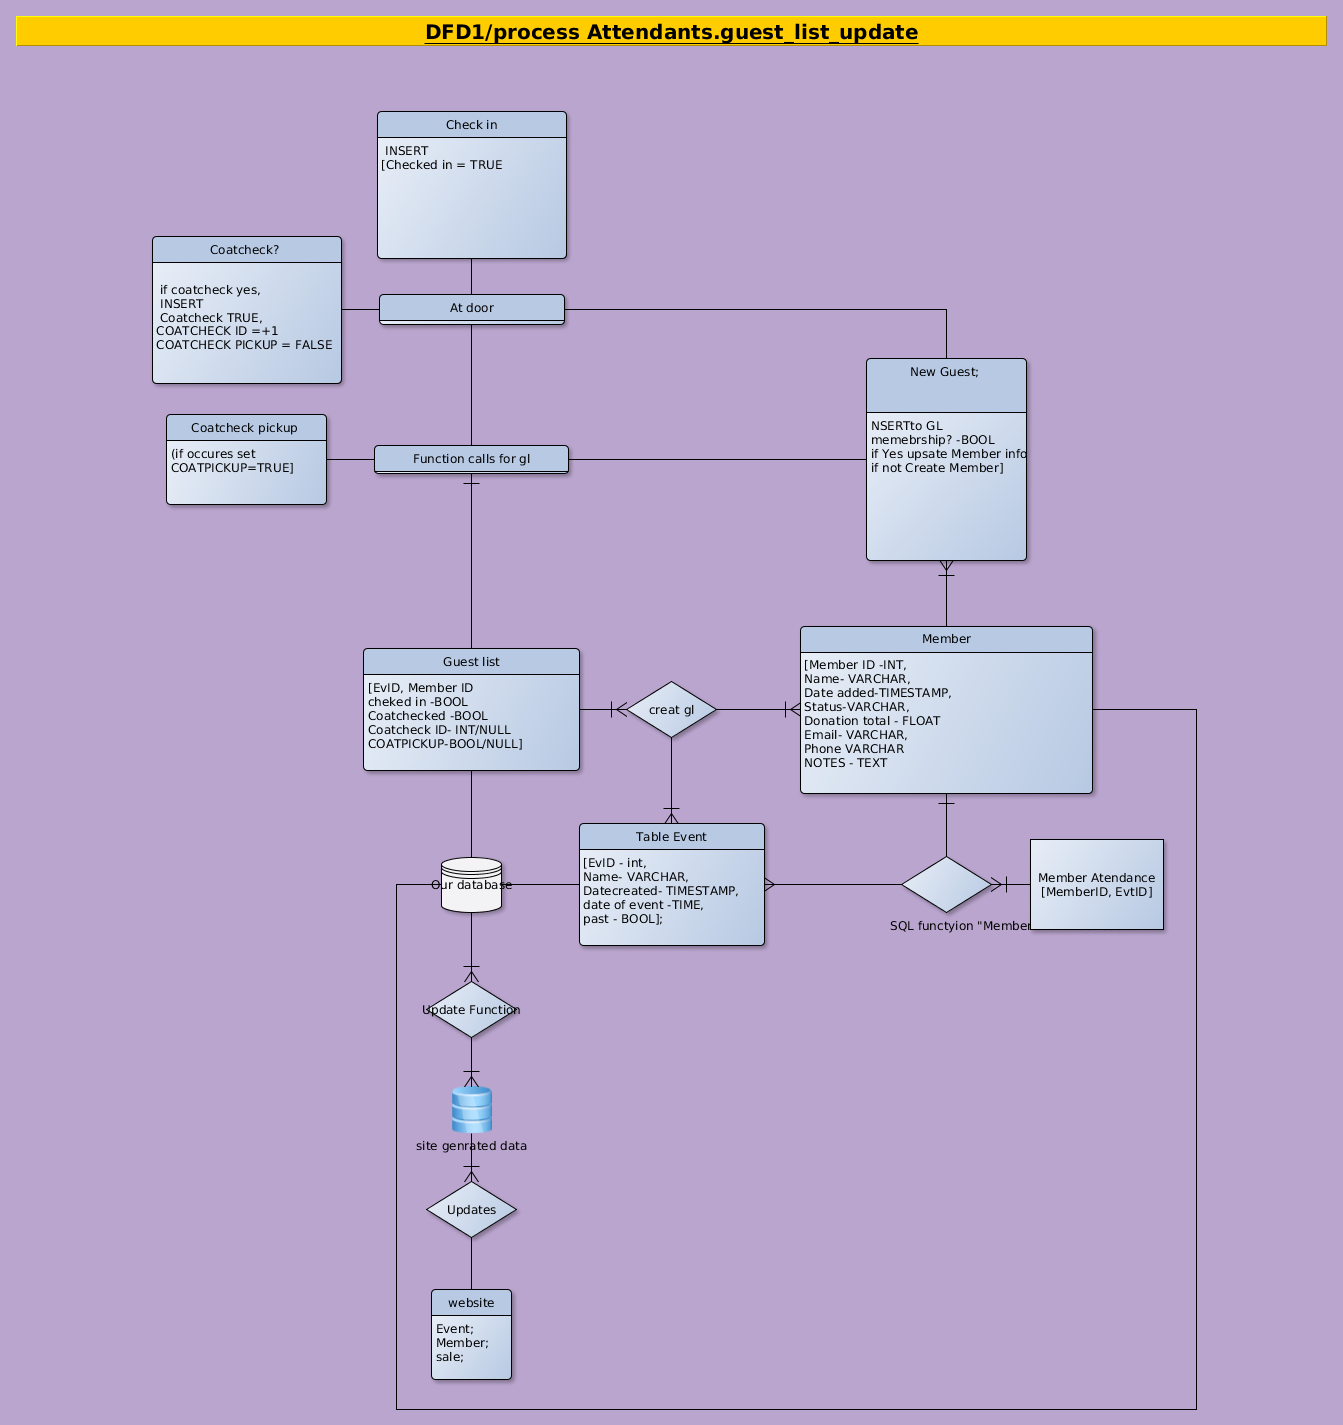 DFD1/process Attendants.guest_list_update
Check in
INSERT
[Checked in = TRUE
Coatcheck?
if coatcheck yes,
INSERT
Coatcheck TRUE,
COATCHECK ID =+1
COATCHECK PICKUP = FALSE
At door
New Guest;
NSERTto GL
memebrship? -BOOL
if Yes upsate Member info
if not Create Member]
Coatcheck pickup
(if occures set
COATPICKUP=TRUE]
Function calls for gl
Guest list
[EvID, Member ID
cheked in -BOOL
Coatchecked -BOOL
Coatcheck ID- INT/NULL
COATPICKUP-BOOL/NULL]
creat gl
Member
[Member ID -INT,
Name- VARCHAR,
Date added-TIMESTAMP,
Status-VARCHAR,
Donation total - FLOAT
Email- VARCHAR,
Phone VARCHAR
NOTES - TEXT
Table Event
[EvID - int,
Name- VARCHAR,
Datecreated- TIMESTAMP,
date of event -TIME,
past - BOOL];
Our database
Member Atendance
[MemberID, EvtID]
SQL functyion "Member
Update Function
site genrated data
Updates
website
Event;
Member;
sale;